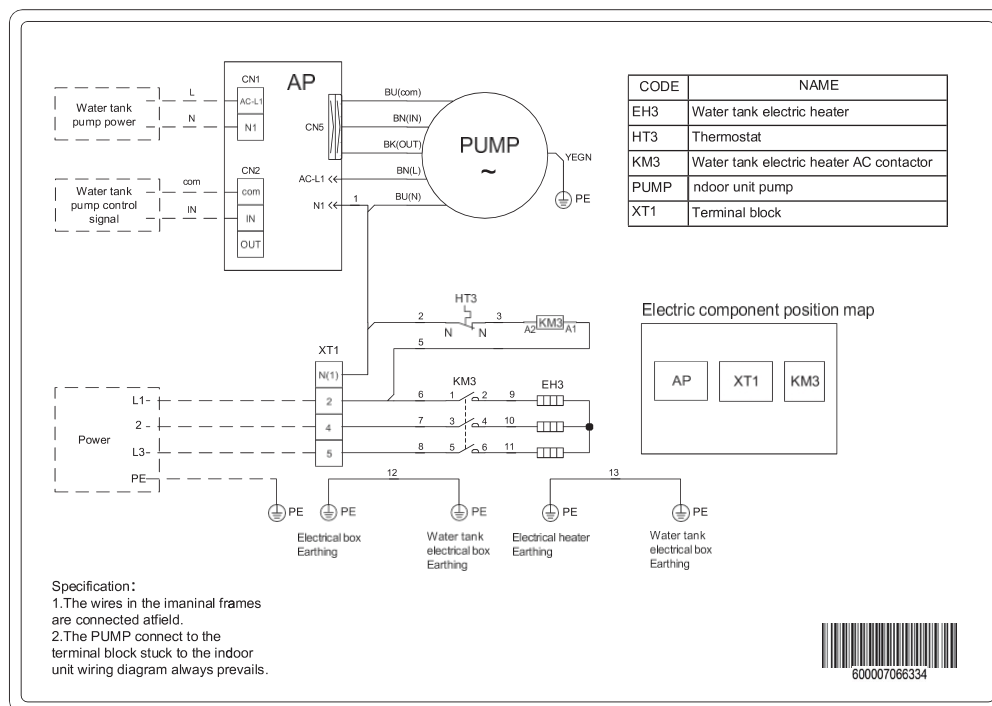 CN1
AP
L
AC-L1
Water tank
pump power
N
N1
CN5
BU(com)
BN(IN)
BK(OUT)
PUMP
~
YEGN
PE
CN2
AC-L1
BN(L)
com
com
Water tank
pump control
signal
N1
1
BU(N)
IN
IN
OUT
CODE NAME
EH3 Water tank electric heater
HT3 Thermostat
KM3 Water tank electric heater AC contactor
PUMP ndoor unit pump
XT1 Terminal block
HT3
2
3
N
N
A2
KM3
A1
5
Electric component position map
AP
XT1
KM3
XT1
N(1)
KM3
EH3
L1
2
6
1
2
9
Power
2
4
7
3
4
10
L3
5
8
5
6
11
PE
12
13
PE
PE
PE
PE
PE
Electrical box
Earthing
Water tank
electrical box
Earthing
Electrical heater
Earthing
Water tank
electrical box
Earthing
Specification:
1.The wires in the imaninal frames
are connected atfield.
2.The PUMP connect to the
terminal block stuck to the indoor
unit wiring diagram always prevails.
600007066334